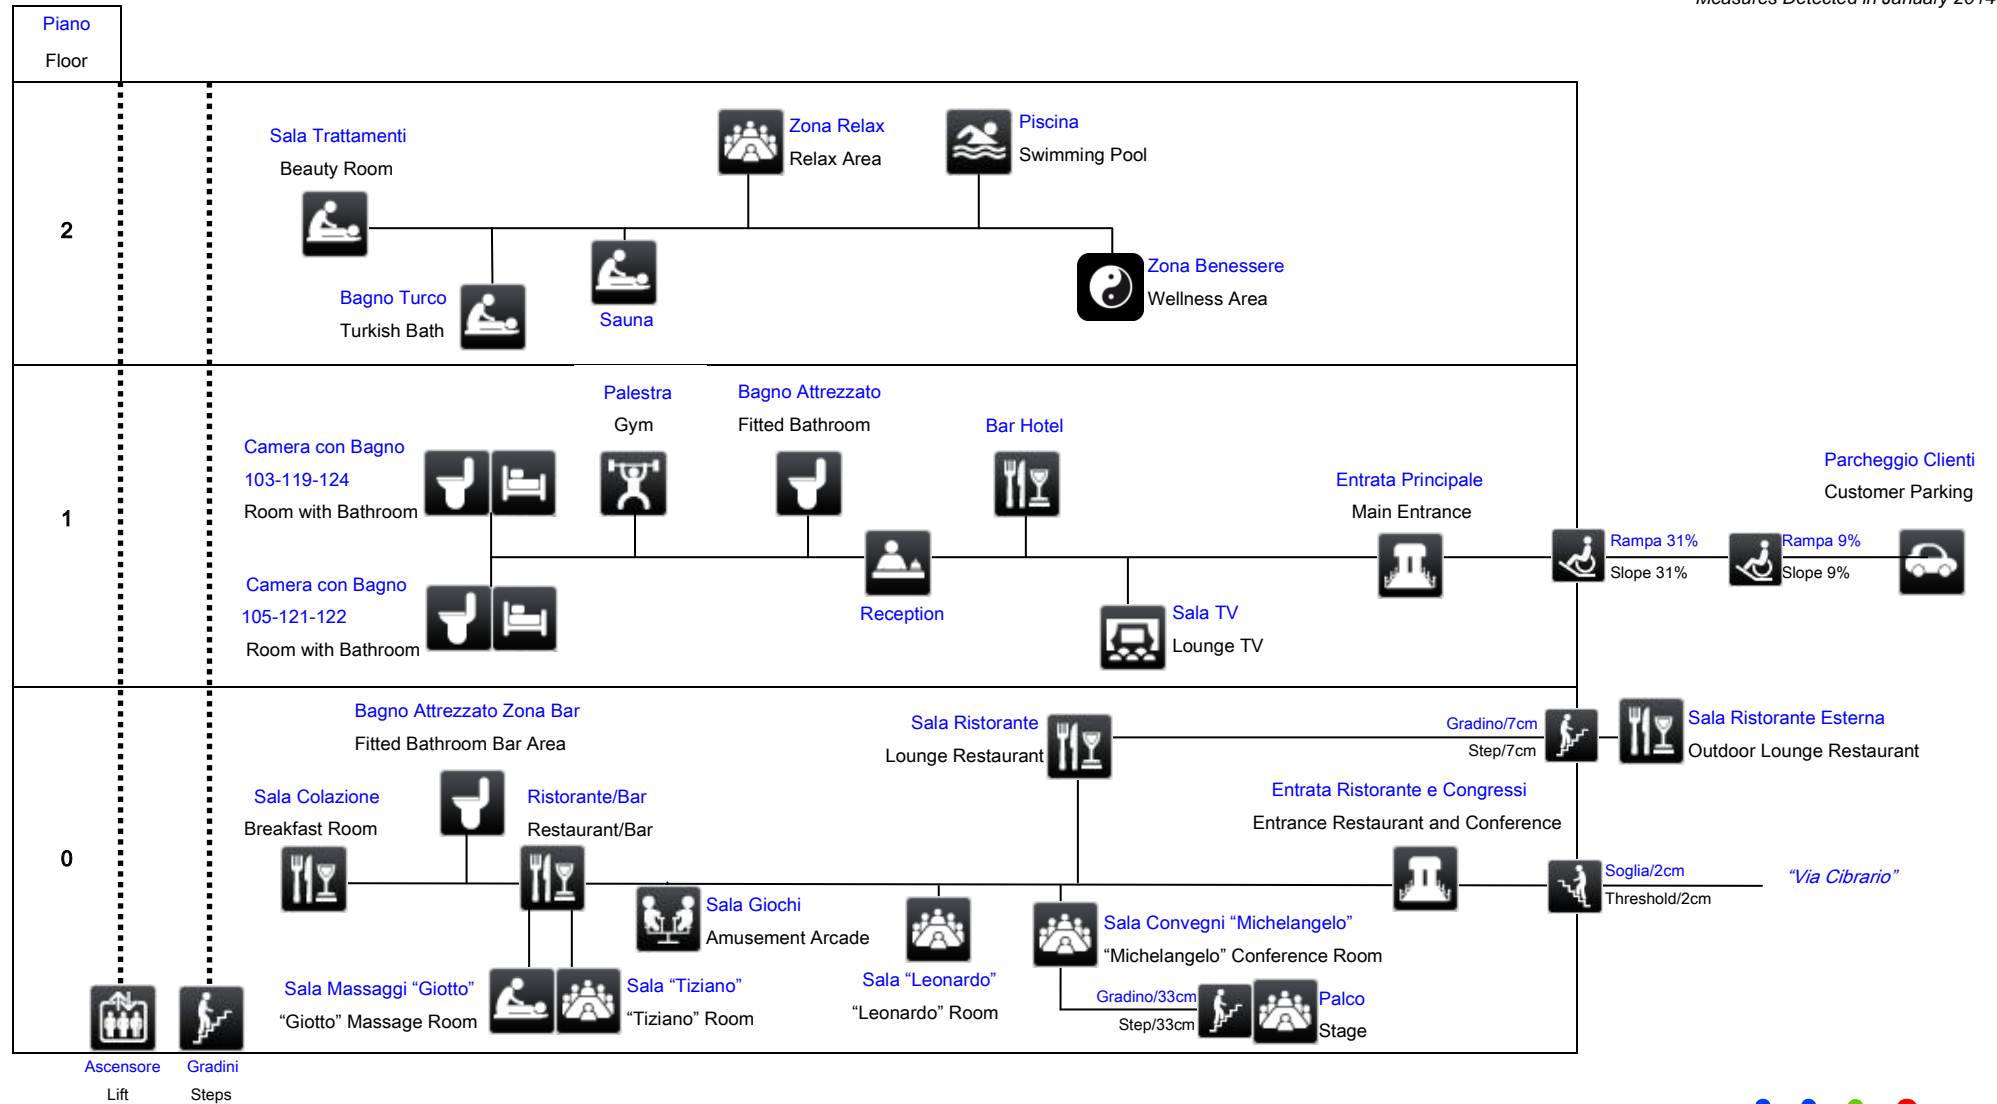 Measures Detected in January 2014
Piano
Floor
2
Sala Trattamenti
Beauty Room
Zona Relax
Relax Area
Piscina
Swimming Pool
Bagno Turco
Turkish Bath
Sauna
Zona Benessere
Wellness Area
1
Camera con Bagno
103-119-124
Room with Bathroom
Palestra
Gym
Bagno Attrezzato
Fitted Bathroom
Bar Hotel
Entrata Principale
Main Entrance
Parcheggio Clienti
Customer Parking
Rampa 31%
Slope 31%
Rampa 9%
Slope 9%
Camera con Bagno
105-121-122
Room with Bathroom
Reception
Sala TV
Lounge TV
0
Bagno Attrezzato Zona Bar
Fitted Bathroom Bar Area
Sala Ristorante
Lounge Restaurant
Gradino/7cm
Step/7cm
Sala Ristorante Esterna
Outdoor Lounge Restaurant
Sala Colazione
Breakfast Room
Ristorante/Bar
Restaurant/Bar
Entrata Ristorante e Congressi
Entrance Restaurant and Conference
Soglia/2cm
Threshold/2cm
“Via Cibrario”
Sala Giochi
Amusement Arcade
Sala Convegni “Michelangelo”
“Michelangelo” Conference Room
Sala Massaggi “Giotto”
“Giotto” Massage Room
Sala “Tiziano”
“Tiziano” Room
Sala “Leonardo”
“Leonardo” Room
Gradino/33cm
Step/33cm
Palco
Stage
Ascensore
Lift
Gradini
Steps